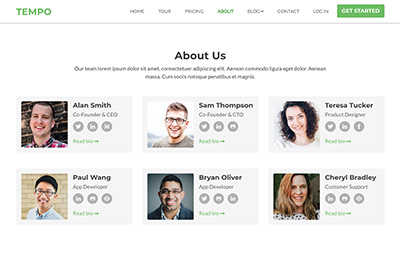 TEMPO
HOME TOUR PRICING ABOUT BLOG CONTACT LOG IN GET STARTED
About Us
Our team lorem ipsum dolor sit amet, consectetuer adipiscing elit. Aenean commodo ligula eget dolor. Aenean
massa. Cum sociis natoque penatibus et magnis.
Alan Smith
Co-Founder & CEO
Read bio
Sam Thompson
Co-Founder & CTO
Read bio
Teresa Tucker
Product Designer
Read bio
Paul Wang
App Developer
Read bio
Bryan Oliver
App Developer
Read bio
Cheryl Bradley
Customer Support
Read bio